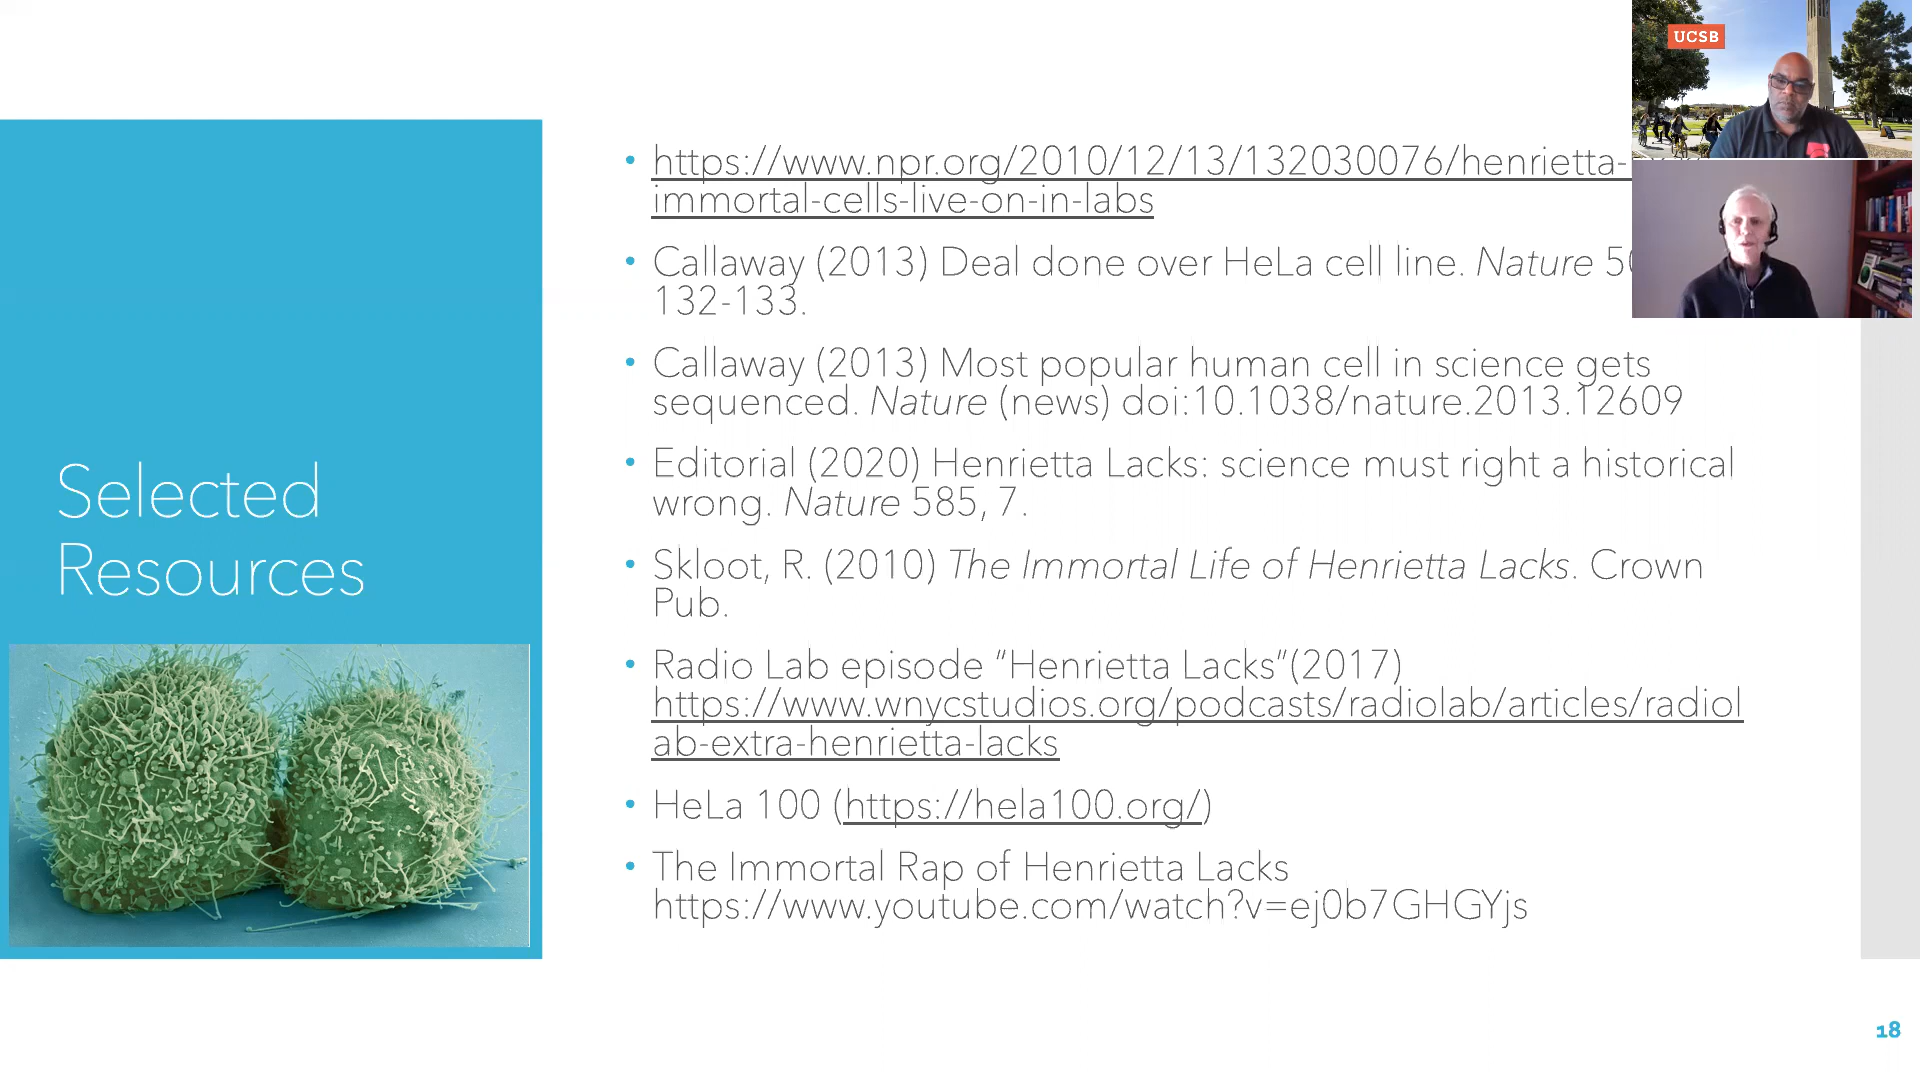 UCSB
Selected
Resources
• https://www.npr.org/2010/12/13/132030076/henrietta-
immortal-cells-live-on-in-labs
• Callaway (2013) Deal done over HeLa cell line. Nature
132-133.
• Callaway (2013) Most popular human cell in science gets
sequenced. Nature (news) doi:10.1038/nature.2013.12609
• Editorial (2020) Henrietta Lacks: science must right a historical
wrong. Nature 585, 7.
• Skloot, R. (2010) The Immortal Life of Henrietta Lacks. Crown
Pub.
• Radio Lab episode “Henrietta Lacks”(2017)
https://www.wnycstudios.org/podcasts/radiolab/articles/radiol
ab-extra-henrietta-lacks
• HeLa 100 (https://hela100.org/)
• The Immortal Rap of Henrietta Lacks
https://www.youtube.com/watch?v=ej0b7GHGYjs
18